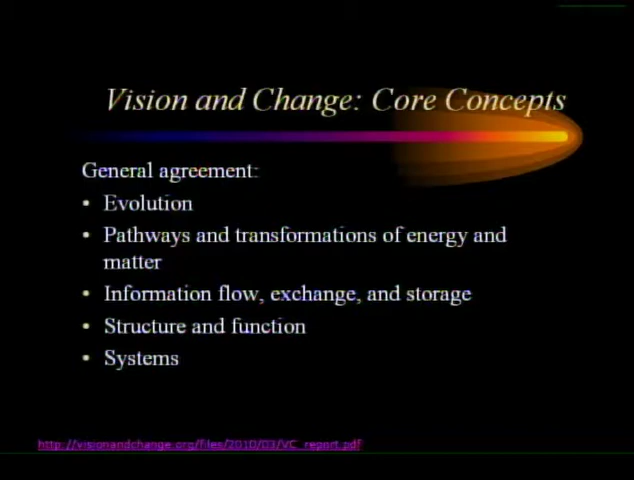 Vision and Change: Core Concepts
General agreement:
• Evolution
• Pathways and transformations of energy and
matter
• Information flow, exchange, and storage
• Structure and function
• Systems
http://visionandchange.org/files/2010/03/VC_report.pdf